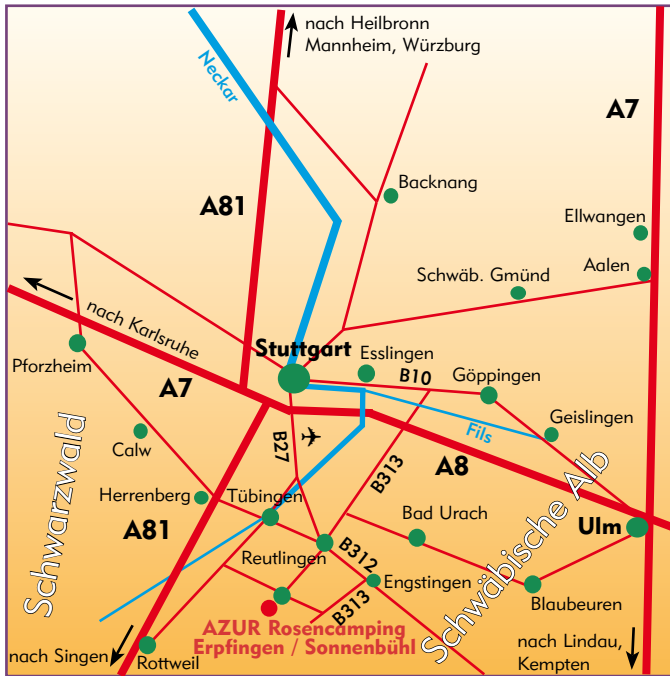 nach Heilbronn
Mannheim, Würzburg
Neckar
A7
Backnang
A81
Ellwangen
Aalen
Schwäb. Gmünd
nach Karlsruhe
Stuttgart
Esslingen
Pforzheim
B10
Göppingen
A7
Geislingen
Fils
Calw
B27
A8
B313
Schwarzwald
Herrenberg
Tübingen
A81
Bad Urach
Schwäbische Alb
Ulm
Reutlingen
B312
Engstingen
Blaubeuren
B313
AZUR Rosencamping
Erpfingen / Sonnenbühl
nach Singen
Rottweil
nach Lindau,
Kempten